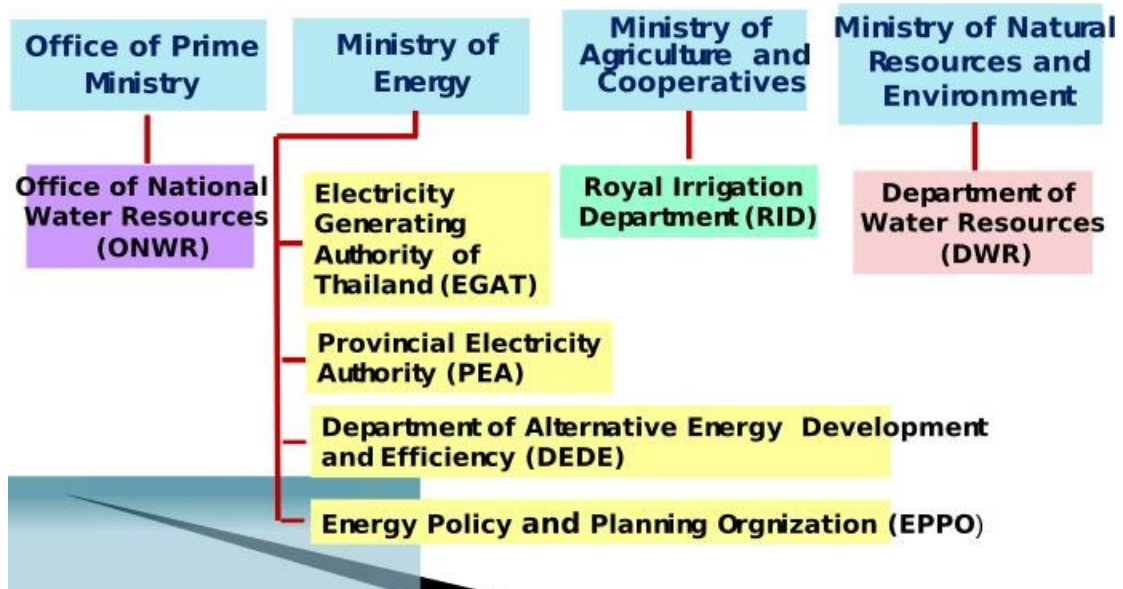 Office of Prime
Ministry
Ministry of
Energy
Ministry of
Agriculture and
Cooperatives
Ministry of Natural
Resources and
Environment
Office of National
Water Resources
(ONWR)
Electricity
Generating
Authority of
Thailand (EGAT)
Provincial Electricity
Authority (PEA)
Department of Alternative Energy Development
and Efficiency (DEDE)
Energy Policy and Planning Orgnization (EPPO)
Royal Irrigation
Department (RID)
Department of
Water Resources
(DWR)